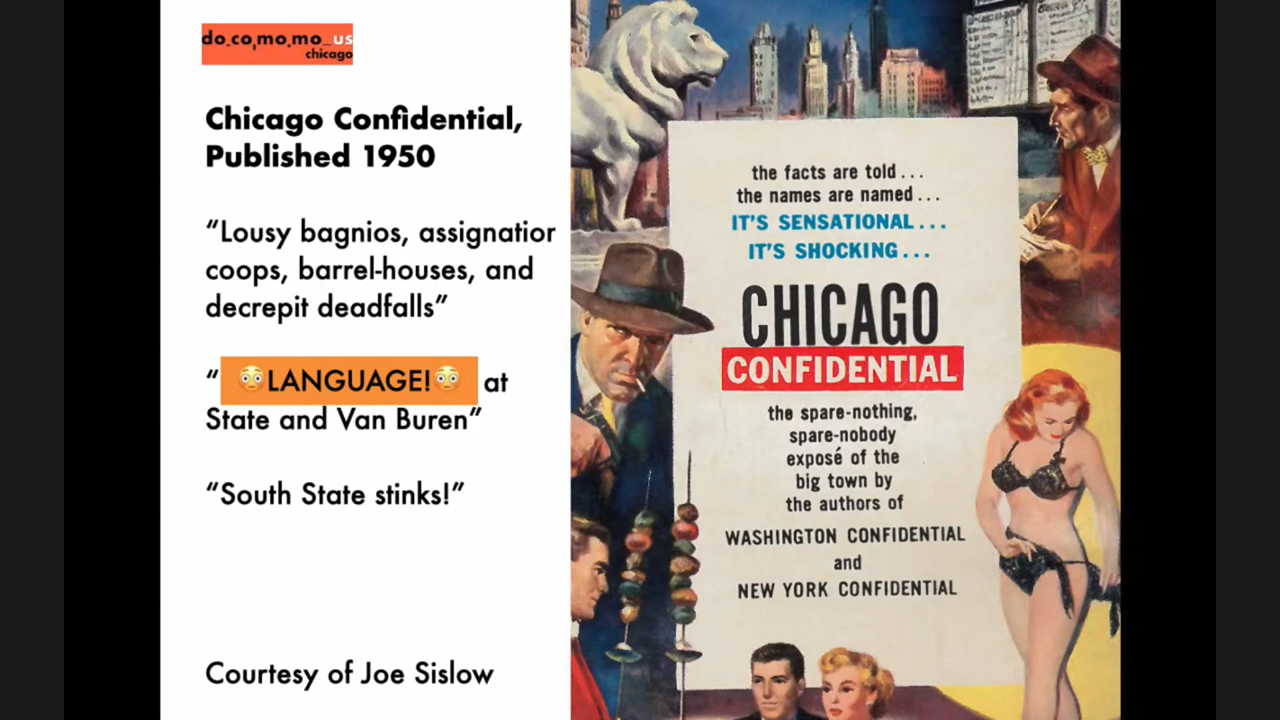 do_co,mo.mo_us
chicago
Chicago Confidential,
Published 1950
“Lousy bagnios, assignatior
coops, barrel-houses, and
decrepit deadfalls”
“ 😳LANGUAGE!😳 at
State and Van Buren”
“South State stinks!”
Courtesy of Joe Sislow
the facts are told...
the names are named...
IT'S SENSATIONAL...
IT'S SHOCKING...
CHICAGO
CONFIDENTIAL
the spare-nothing,
spare-nobody
exposé of the
big town by
the authors of
WASHINGTON CONFIDENTIAL
and
NEW YORK CONFIDENTIAL